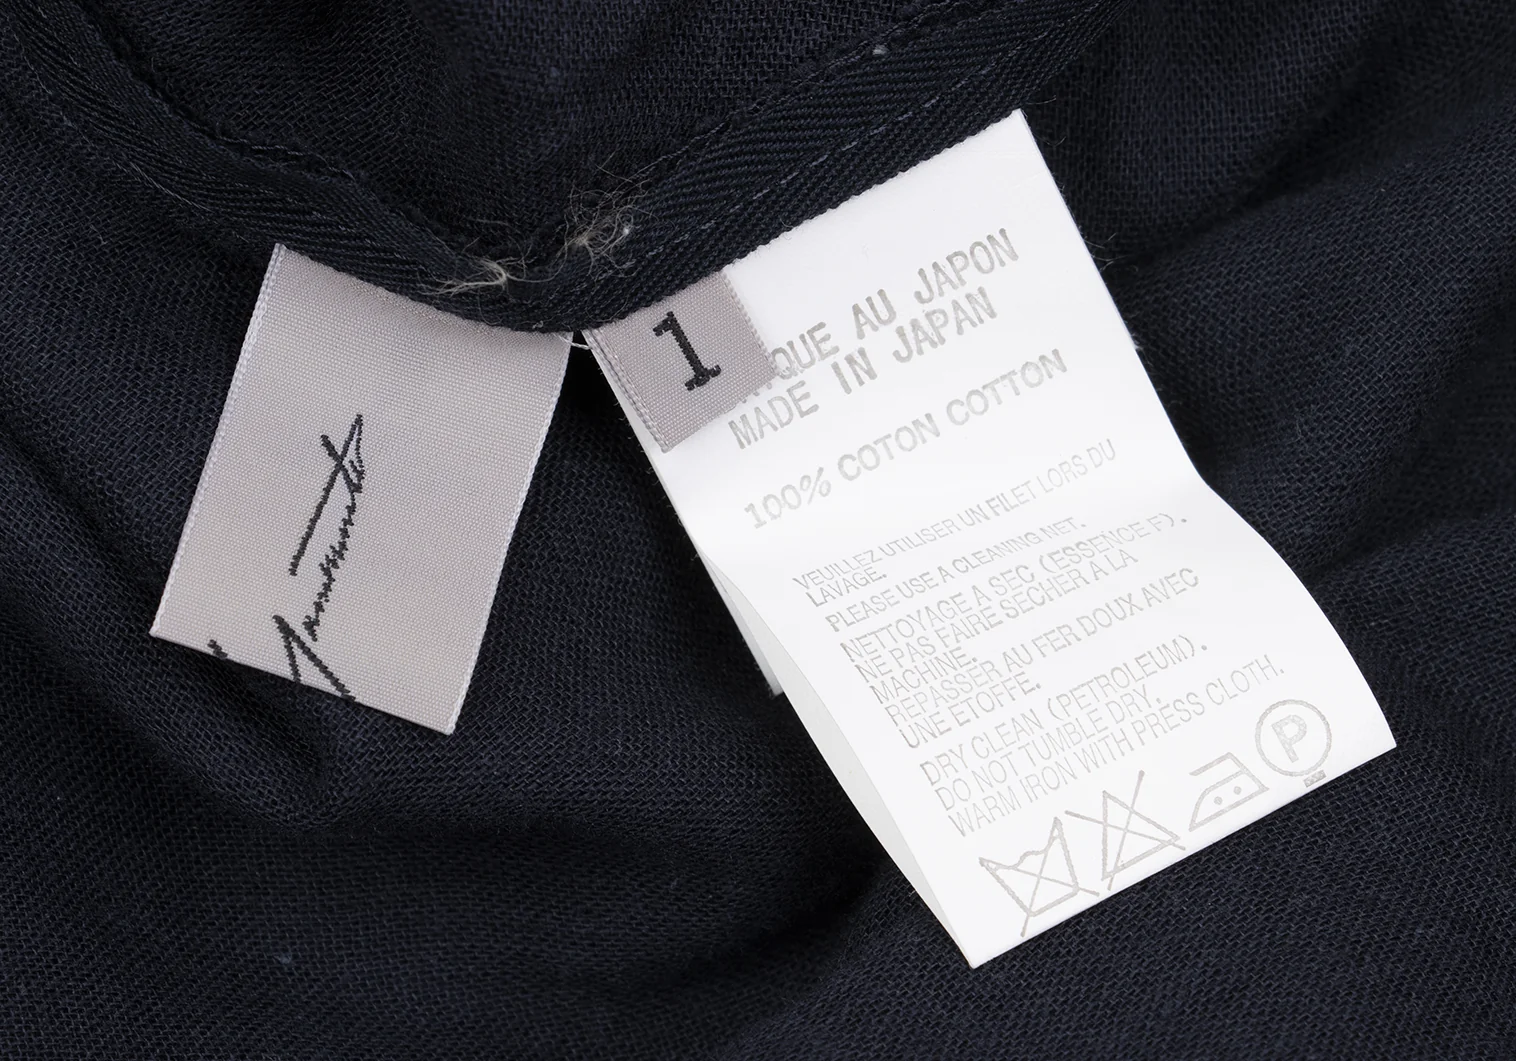 Yamamoto
1
QUE AU JAPON
MADE IN JAPAN
100% COTON COTTON
VEUILLEZ UTILISER UN FILET LORS DU
LAVAGE.
PLEASE USE A CLEANING NET.
NETTOYAGE A SEC (ESSENCE F).
NE PAS FAIRE SECHER A LA
MACHINE.
REPASSER AU FER DOUX AVEC
UNE ETOFFE.
DRY CLEAN (PETROLEUM).
DO NOT TUMBLE DRY.
WARM IRON WITH PRESS CLOTH.
P